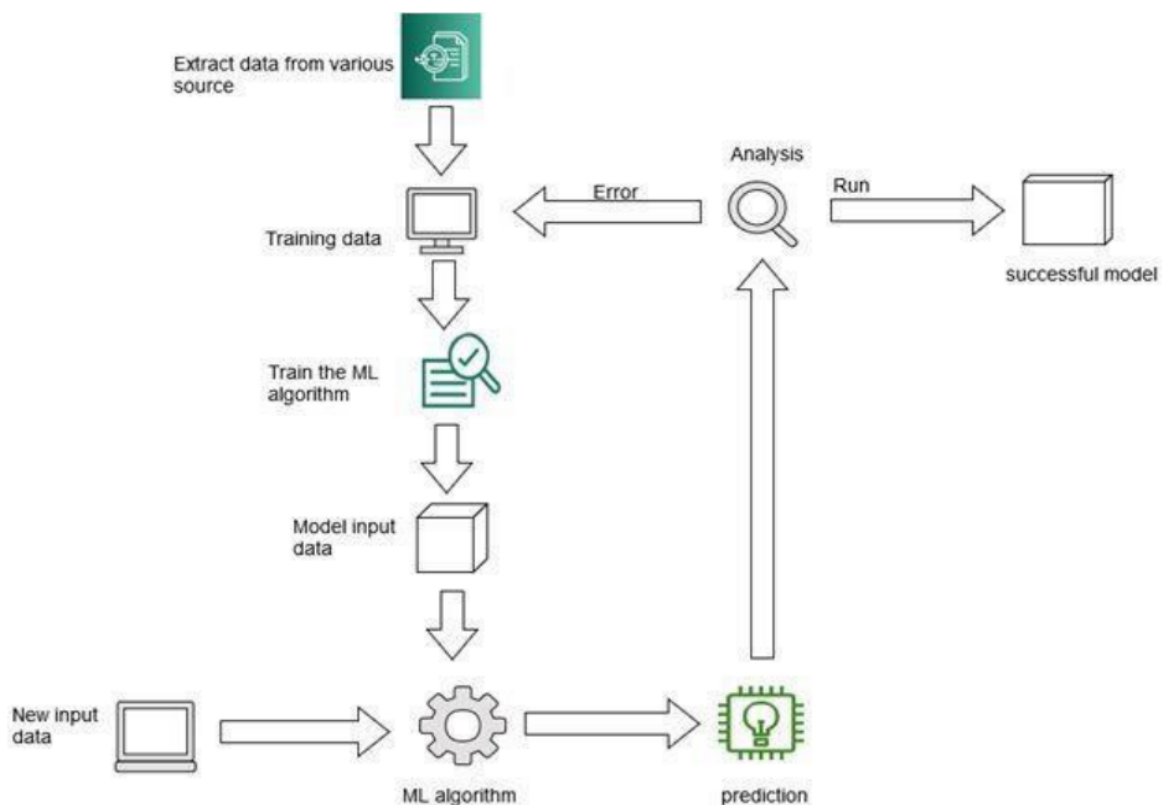 Extract data from various
source
Analysis
Error
Run
Training data
successful model
Train the ML
algorithm
Model input
data
New input
data
ML algorithm
prediction